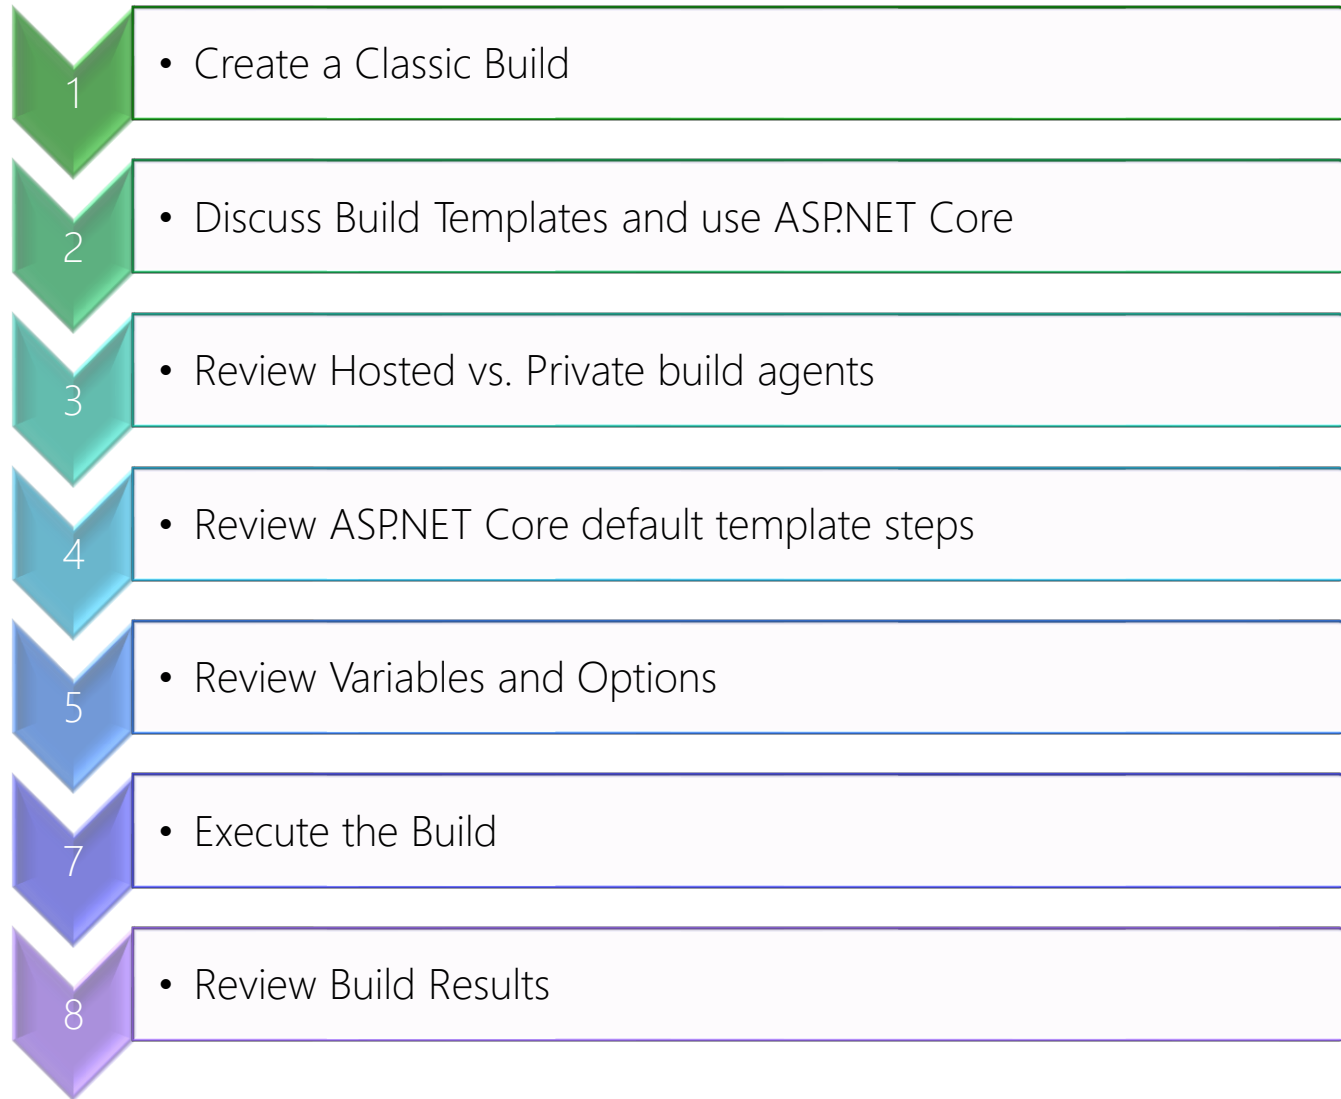 1
• Create a Classic Build
2
• Discuss Build Templates and use ASP.NET Core
3
• Review Hosted vs. Private build agents
4
• Review ASP.NET Core default template steps
5
• Review Variables and Options
7
• Execute the Build
8
• Review Build Results